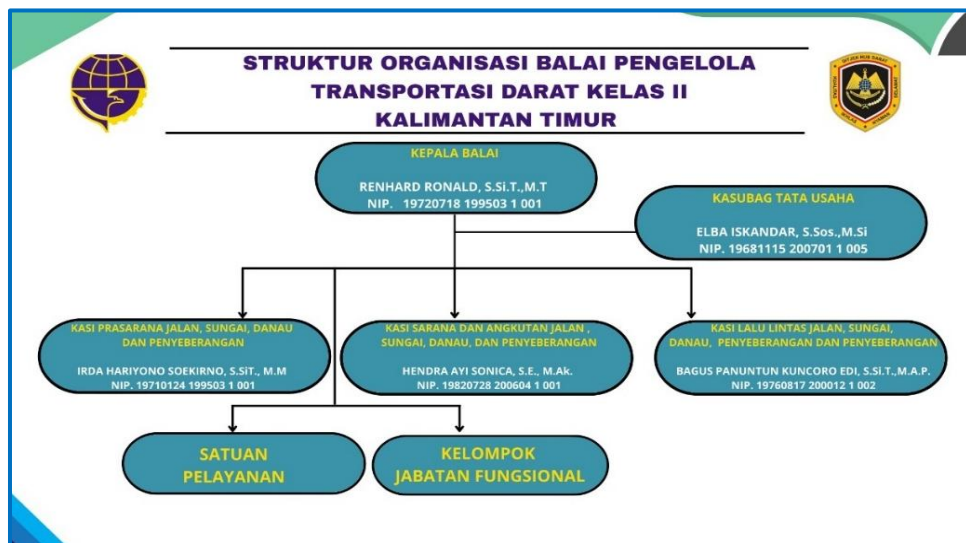 STRUKTUR ORGANISASI BALAI PENGELOLA
TRANSPORTASI DARAT KELAS II
KALIMANTAN TIMUR
KEPALA BALAI
RENHARD RONALD, S.Si.T.,M.T
NIP. 19720718 199503 1 001
KASUBAG TATA USAHA
ELBA ISKANDAR, S.Sos.,M.Si
NIP. 19681115 200701 1 005
KASI PRASARANA JALAN, SUNGAI, DANAU
DAN PENYEBERANGAN
IRDA HARIYONO SOEKIRNO, S.SiT., M.M
NIP. 19710124 199503 1 001
KASI SARANA DAN ANGKUTAN JALAN ,
SUNGAI, DANAU, DAN PENYEBERANGAN
HENDRA AYI SONICA, S.E., M.Ak.
NIP. 19820728 200604 1 001
KASI LALU LINTAS JALAN, SUNGAI,
DANAU, PENYEBERANGAN DAN PENYEBERANGAN
BAGUS PANUNTUN KUNCORO EDI, S.Si.T.,M.A.P.
NIP. 19760817 200012 1 002
SATUAN
PELAYANAN
KELOMPOK
JABATAN FUNGSIONAL